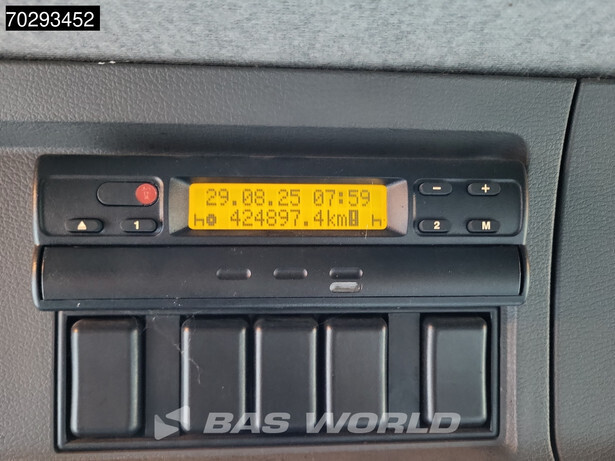 70293452
29.08.25 07:59
424897.4km
- +
1 2 M
BAS WORLD